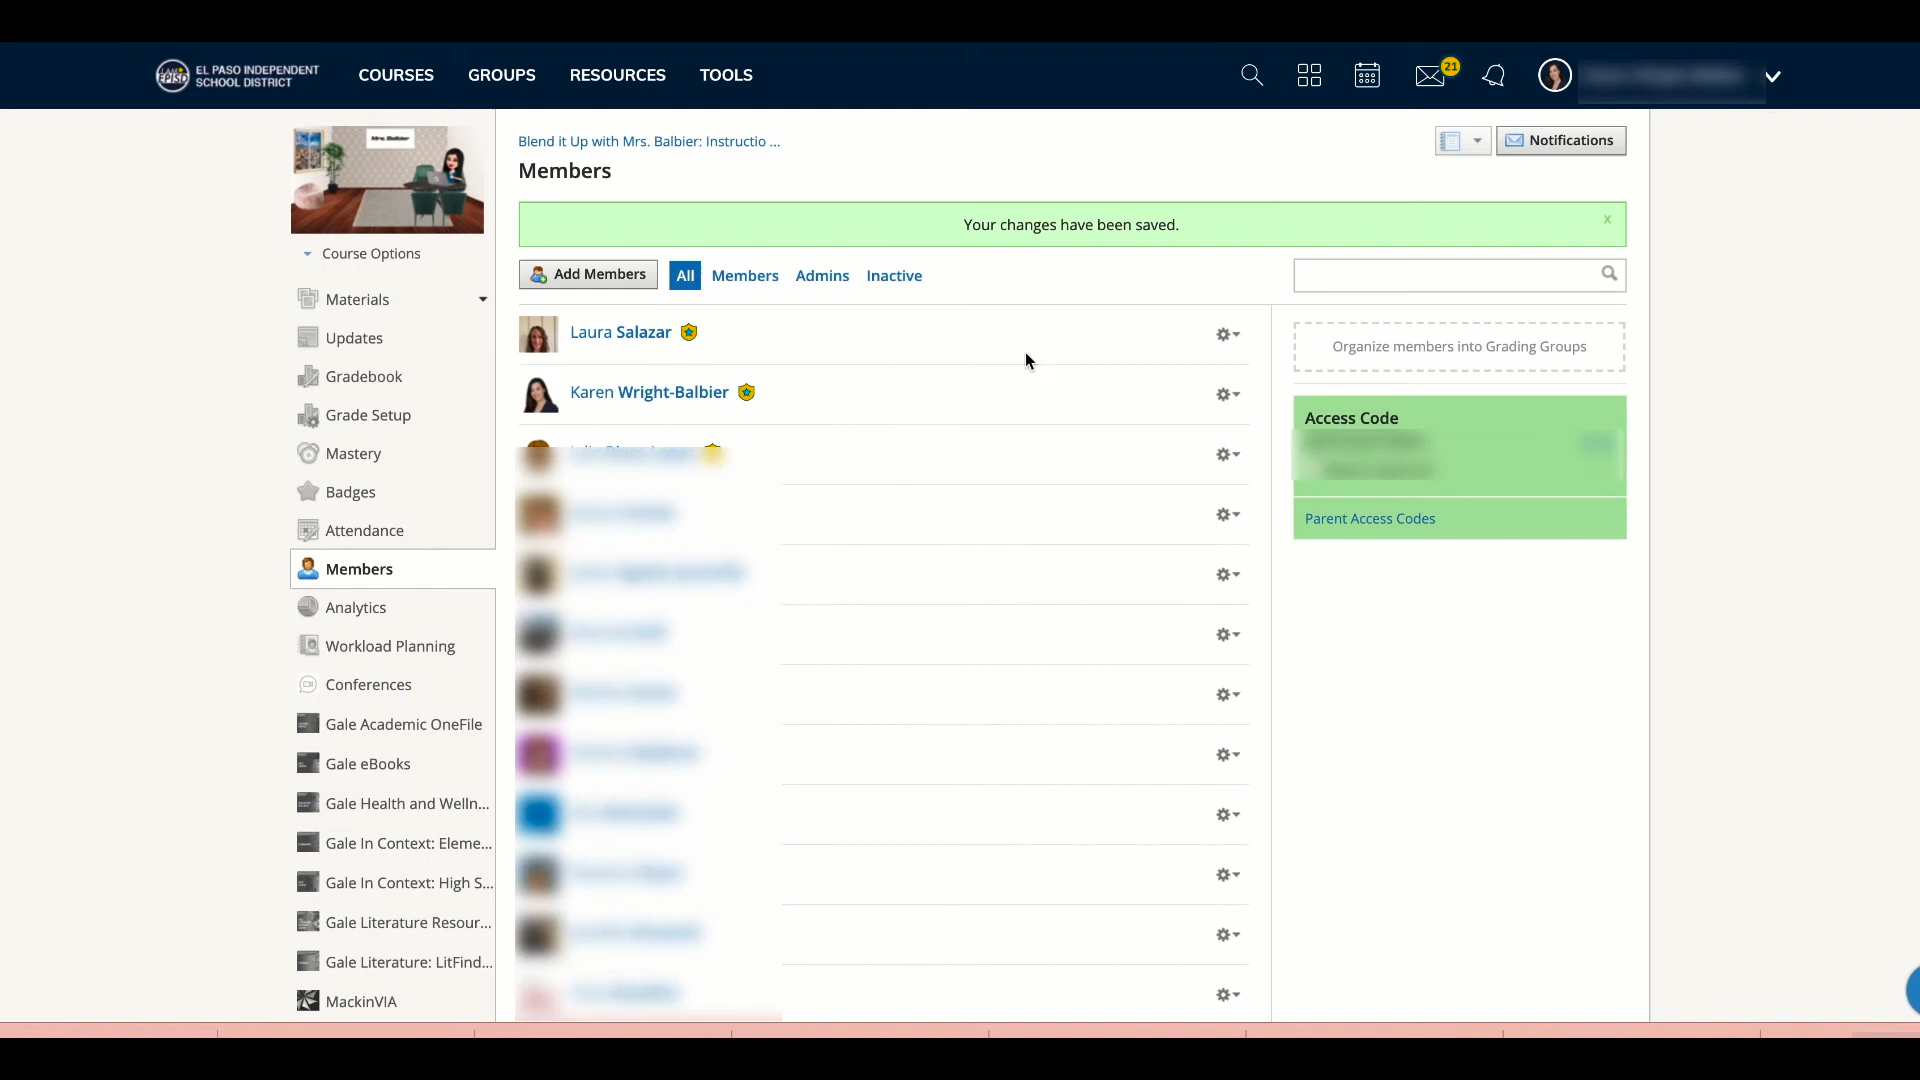 EL PASO INDEPENDENT
SCHOOL DISTRICT
COURSES
GROUPS
RESOURCES
TOOLS
21
Mrs. Balbier
Course Options
Materials
Updates
Gradebook
Grade Setup
Mastery
Badges
Attendance
Members
Analytics
Workload Planning
Conferences
Gale Academic OneFile
Gale eBooks
Gale Health and Welln...
Gale In Context: Eleme...
Gale In Context: High S...
Gale Literature Resour...
Gale Literature: LitFind...
MackinVIA
Blend it Up with Mrs. Balbier: Instructio ...
Members
Notifications
Your changes have been saved.
x
Add Members
All
Members
Admins
Inactive
Laura Salazar
Karen Wright-Balbier
Organize members into Grading Groups
Access Code
Parent Access Codes